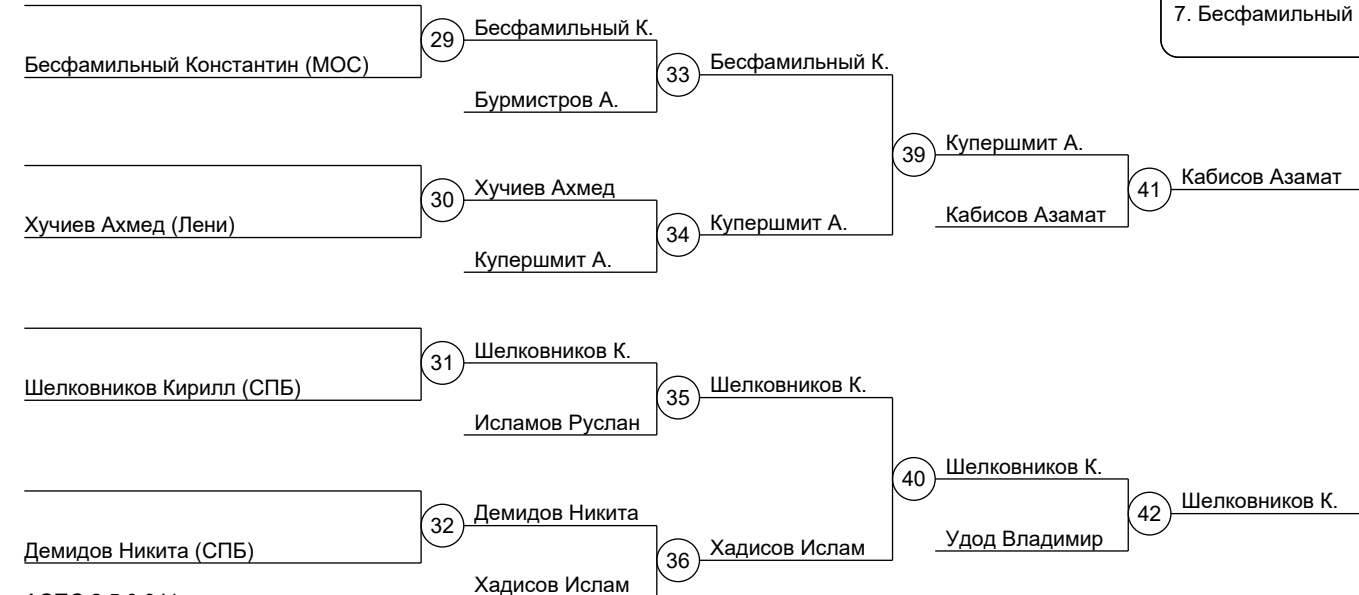 7. Бесфамильный
29
Бесфамильный К.
Бесфамильный Константин (МОС)
33
Бесфамильный К.
Бурмистров А.
39
Купершмит А.
30
Хучиев Ахмед
41
Кабисов Азамат
Хучиев Ахмед (Лени)
34
Купершмит А.
Кабисов Азамат
Купершмит А.
31
Шелковников К.
Шелковников Кирилл (СПБ)
35
Шелковников К.
Исламов Руслан
40
Шелковников К.
32
Демидов Никита
42
Шелковников К.
Демидов Никита (СПБ)
36
Хадисов Ислам
Удод Владимир
Хадисов Ислам